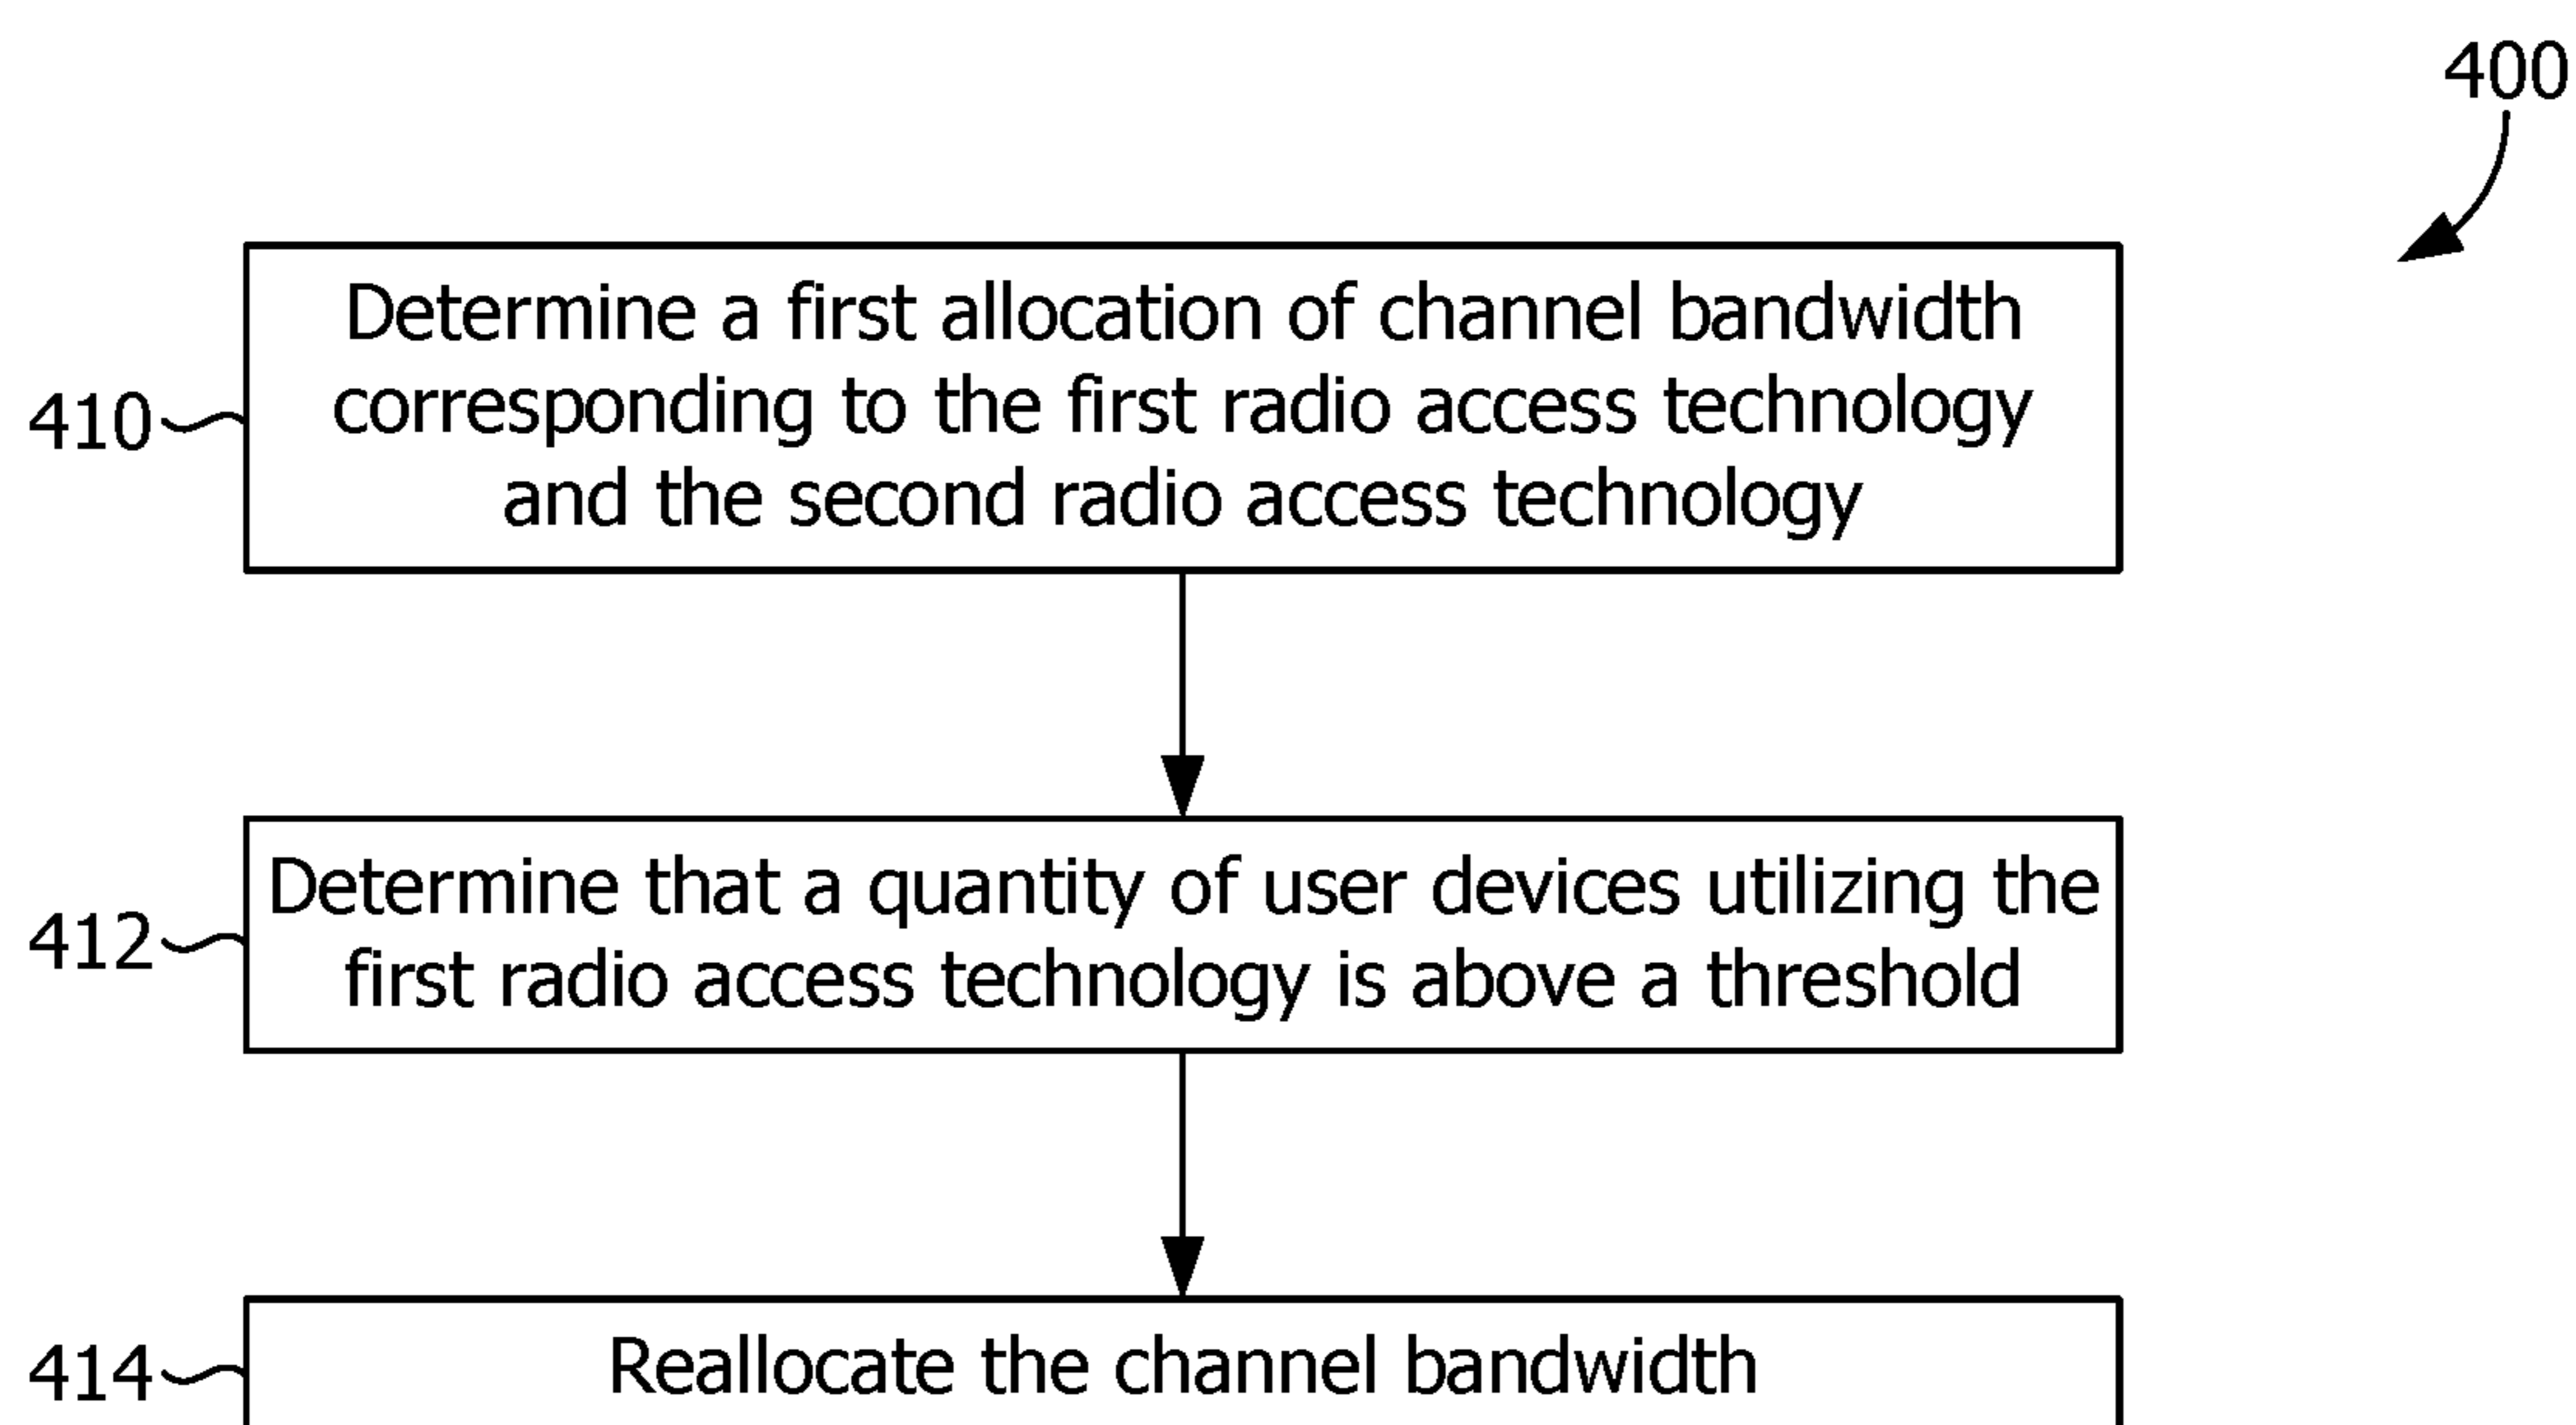 400
Determine a first allocation of channel bandwidth
corresponding to the first radio access technology
and the second radio access technology
410
Determine that a quantity of user devices utilizing the
first radio access technology is above a threshold
412
Reallocate the channel bandwidth
414